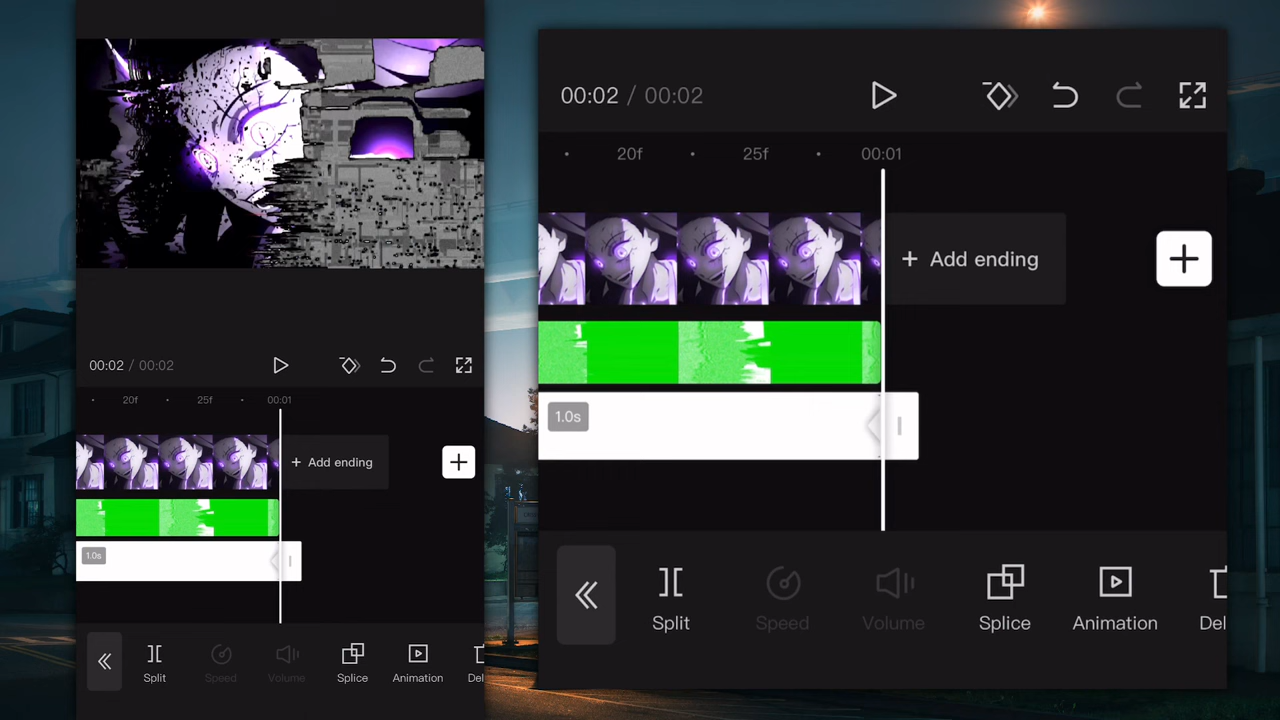 00:02 / 00:02
20f 25f 00:01
+ Add ending
1.0s
Split Speed Volume Splice Animation Del
00:02 / 00:02
20f 25f 00:01
+ Add ending
1.0s
Split Speed Volume Splice Animation Del